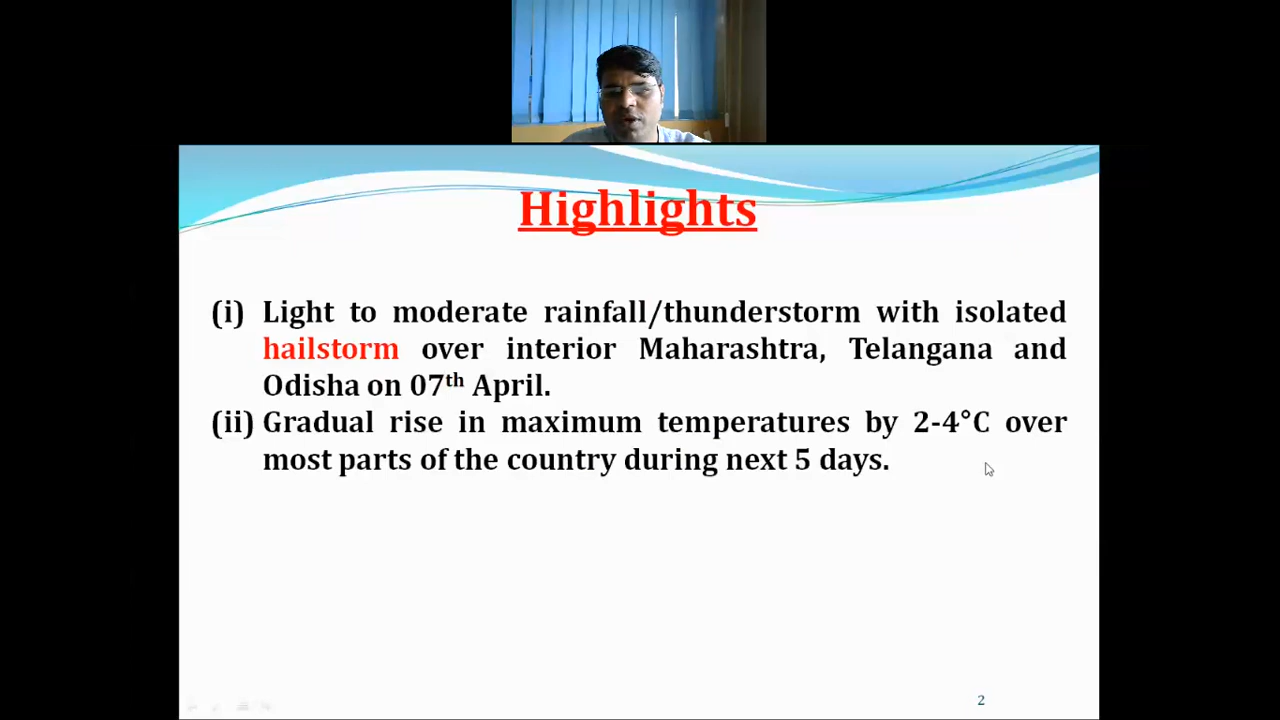 Highlights
(i) Light to moderate rainfall/thunderstorm with isolated
hailstorm over interior Maharashtra, Telangana and
Odisha on 07th April.
(ii) Gradual rise in maximum temperatures by 2-4°C over
most parts of the country during next 5 days.
2